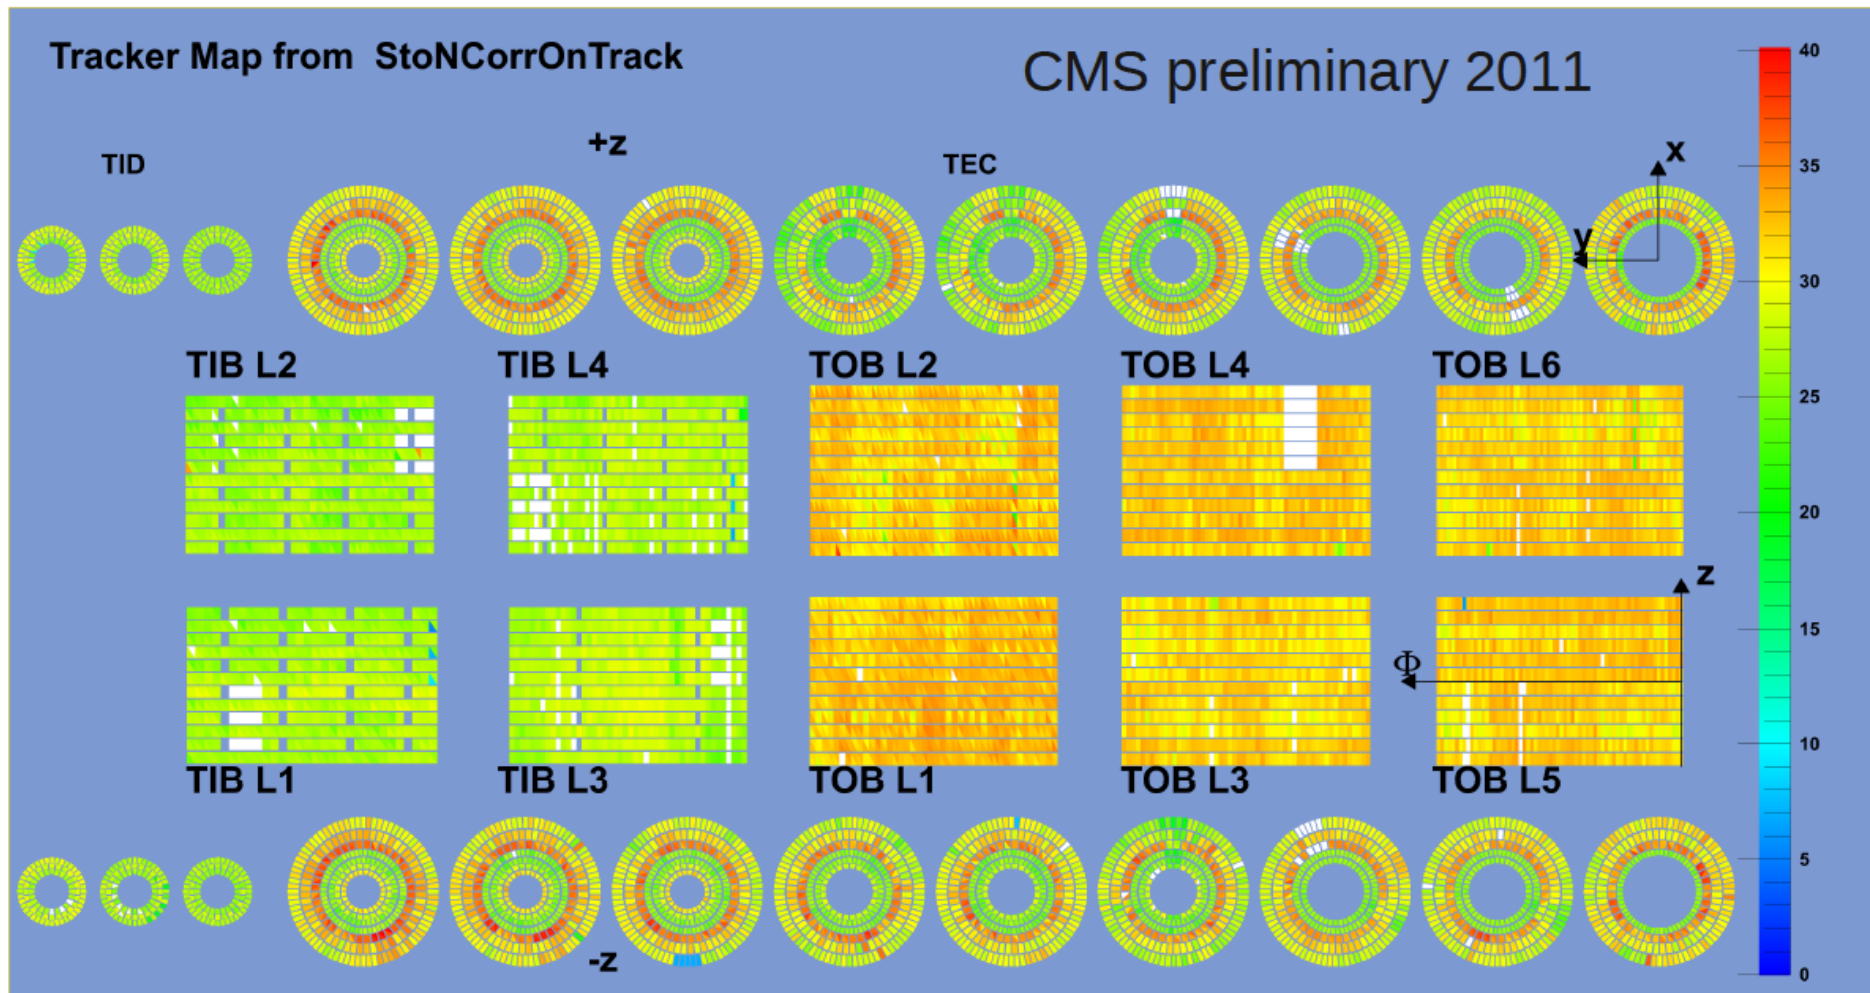 Tracker Map from StoNCorrOnTrack
CMS preliminary 2011
40
+z
TID
TEC
x
35
y
30
TIB L2
TIB L4
TOB L2
TOB L4
TOB L6
25
20
z
15
Φ
10
TIB L1
TIB L3
TOB L1
TOB L3
TOB L5
5
-z
0